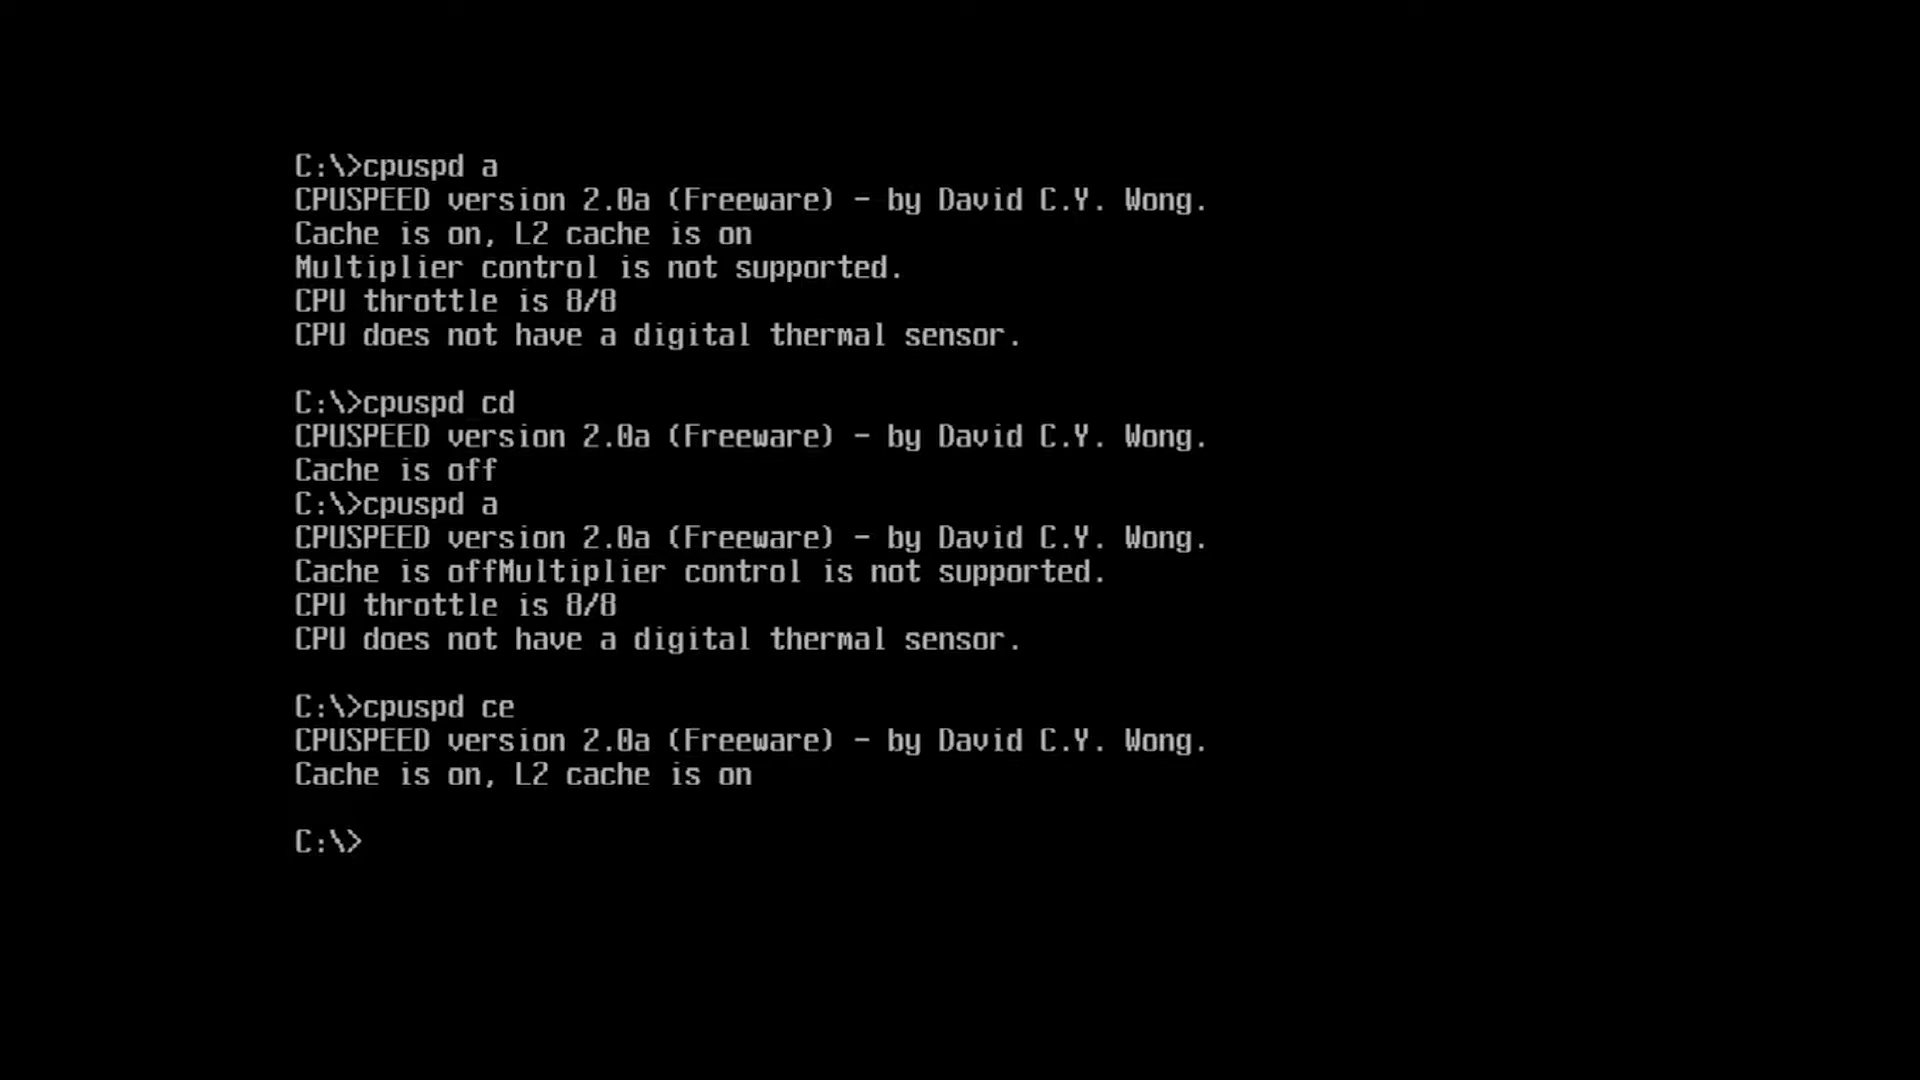 C:\>cpuspd a
CPUSPEED version 2.0a (Freeware) - by David C.Y. Wong.
Cache is on, L2 cache is on
Multiplier control is not supported.
CPU throttle is 8/8
CPU does not have a digital thermal sensor.
C:\>cpuspd cd
CPUSPEED version 2.0a (Freeware) - by David C.Y. Wong.
Cache is off
C:\>cpuspd a
CPUSPEED version 2.0a (Freeware) - by David C.Y. Wong.
Cache is offMultiplier control is not supported.
CPU throttle is 8/8
CPU does not have a digital thermal sensor.
C:\>cpuspd ce
CPUSPEED version 2.0a (Freeware) - by David C.Y. Wong.
Cache is on, L2 cache is on
C:\>